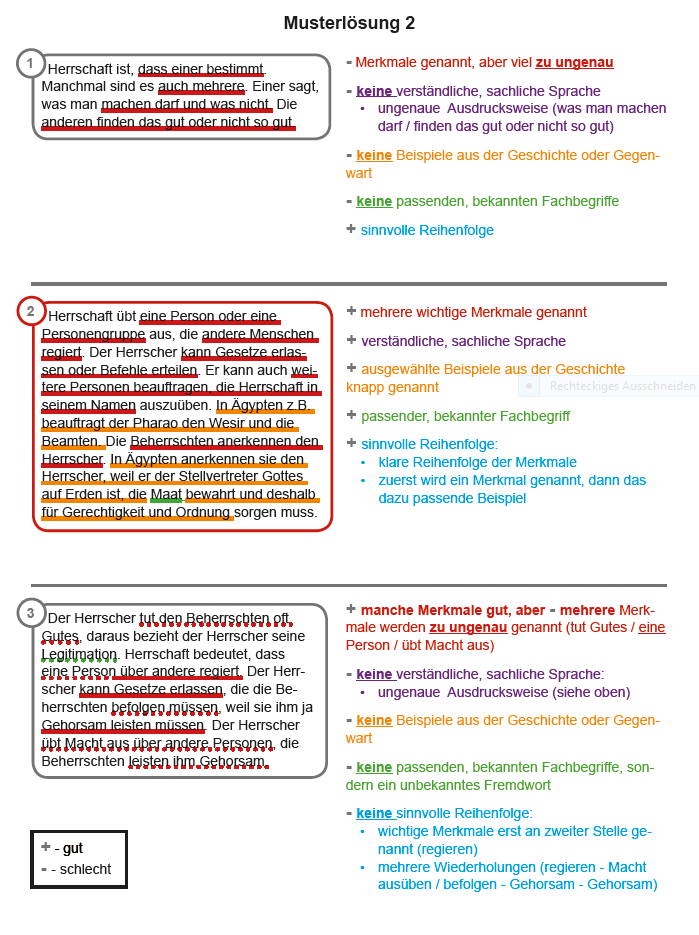 Musterlösung 2
1
Herrschaft ist, dass einer bestimmt.
Manchmal sind es auch mehrere. Einer sagt,
was man machen darf und was nicht. Die
anderen finden das gut oder nicht so gut.
- Merkmale genannt, aber viel zu ungenau
- keine verständliche, sachliche Sprache
• ungenaue Ausdrucksweise (was man machen
darf / finden das gut oder nicht so gut)
- keine Beispiele aus der Geschichte oder Gegen-
wart
- keine passenden, bekannten Fachbegriffe
+ sinnvolle Reihenfolge
2
Herrschaft übt eine Person oder eine
Personengruppe aus, die andere Menschen
regiert. Der Herrscher kann Gesetze erlas-
sen oder Befehle erteilen. Er kann auch wei-
tere Personen beauftragen, die Herrschaft in
seinem Namen auszuüben. In Ägypten z.B.
beauftragt der Pharao den Wesir und die
Beamten. Die Beherrschten anerkennen den
Herrscher. In Ägypten anerkennen sie den
Herrscher, weil er der Stellvertreter Gottes
auf Erden ist, die Maat bewahrt und deshalb
für Gerechtigkeit und Ordnung sorgen muss.
+ mehrere wichtige Merkmale genannt
+ verständliche, sachliche Sprache
+ ausgewählte Beispiele aus der Geschichte
knapp genannt
Rechteckiges Ausschneiden
+ passender, bekannter Fachbegriff
+ sinnvolle Reihenfolge:
• klare Reihenfolge der Merkmale
• zuerst wird ein Merkmal genannt, dann das
dazu passende Beispiel
3
Der Herrscher tut den Beherrschten oft
Gutes, daraus bezieht der Herrscher seine
Legitimation. Herrschaft bedeutet, dass
eine Person über andere regiert. Der Herr-
scher kann Gesetze erlassen, die die Be-
herrschten befolgen müssen, weil sie ihm ja
Gehorsam leisten müssen. Der Herrscher
übt Macht aus über andere Personen, die
Beherrschten leisten ihm Gehorsam.
+ manche Merkmale gut, aber - mehrere Merk-
male werden zu ungenau genannt (tut Gutes / eine
Person / übt Macht aus)
- keine verständliche, sachliche Sprache:
• ungenaue Ausdrucksweise (siehe oben)
- keine Beispiele aus der Geschichte oder Gegen-
wart
- keine passenden, bekannten Fachbegriffe, son-
dern ein unbekanntes Fremdwort
- keine sinnvolle Reihenfolge:
• wichtige Merkmale erst an zweiter Stelle ge-
nannt (regieren)
• mehrere Wiederholungen (regieren - Macht
ausüben / befolgen - Gehorsam - Gehorsam)
+ - gut
- - schlecht